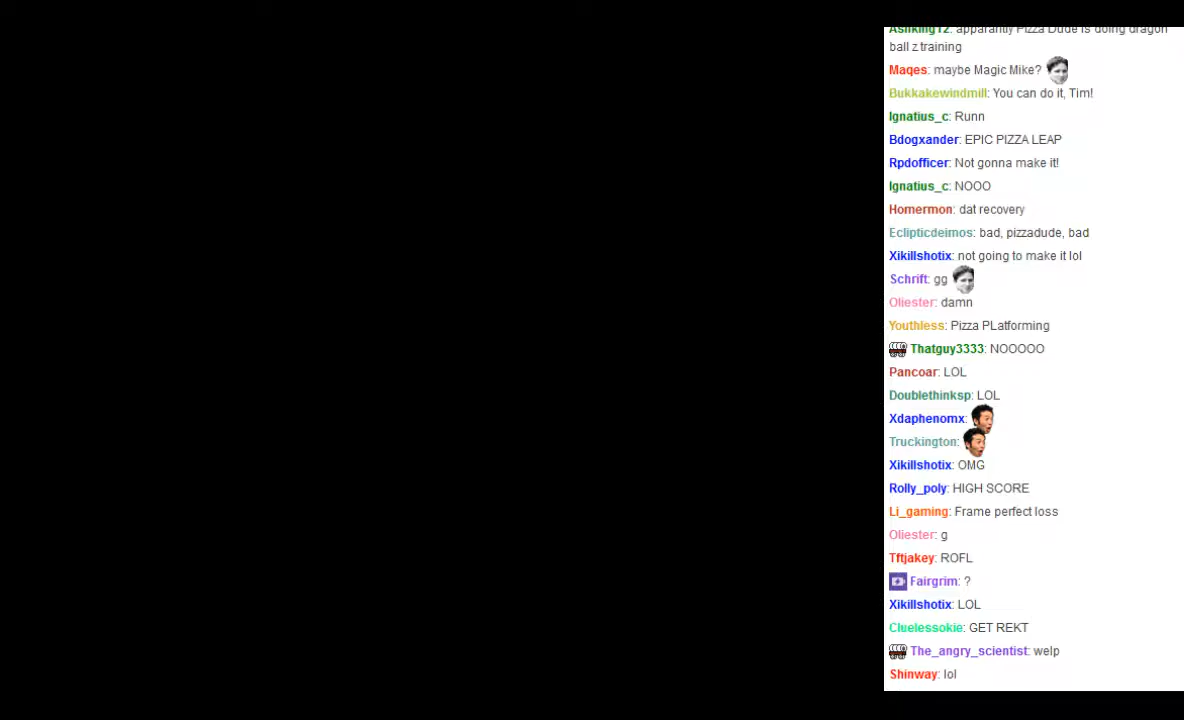 Ashking12: apparantly Pizza Dude is doing dragon
ball z training
Maqes: maybe Magic Mike?
Bukkakewindmill: You can do it, Tim!
Ignatius_c: Runn
Bdogxander: EPIC PIZZA LEAP
Rpdofficer: Not gonna make it!
Ignatius_c: NOOO
Homermon: dat recovery
Eclipticdeimos: bad, pizzadude, bad
Xikillshotix: not going to make it lol
Schrift: gg
Oliester: damn
Youthless: Pizza PLatforming
Thatguy3333: NOOOOO
Pancoar: LOL
Doublethinksp: LOL
Xdaphenomx:
Truckington:
Xikillshotix: OMG
Rolly_poly: HIGH SCORE
Li_gaming: Frame perfect loss
Oliester: g
Tftjakey: ROFL
Fairgrim: ?
Xikillshotix: LOL
Cluelessokie: GET REKT
The_angry_scientist: welp
Shinway: lol